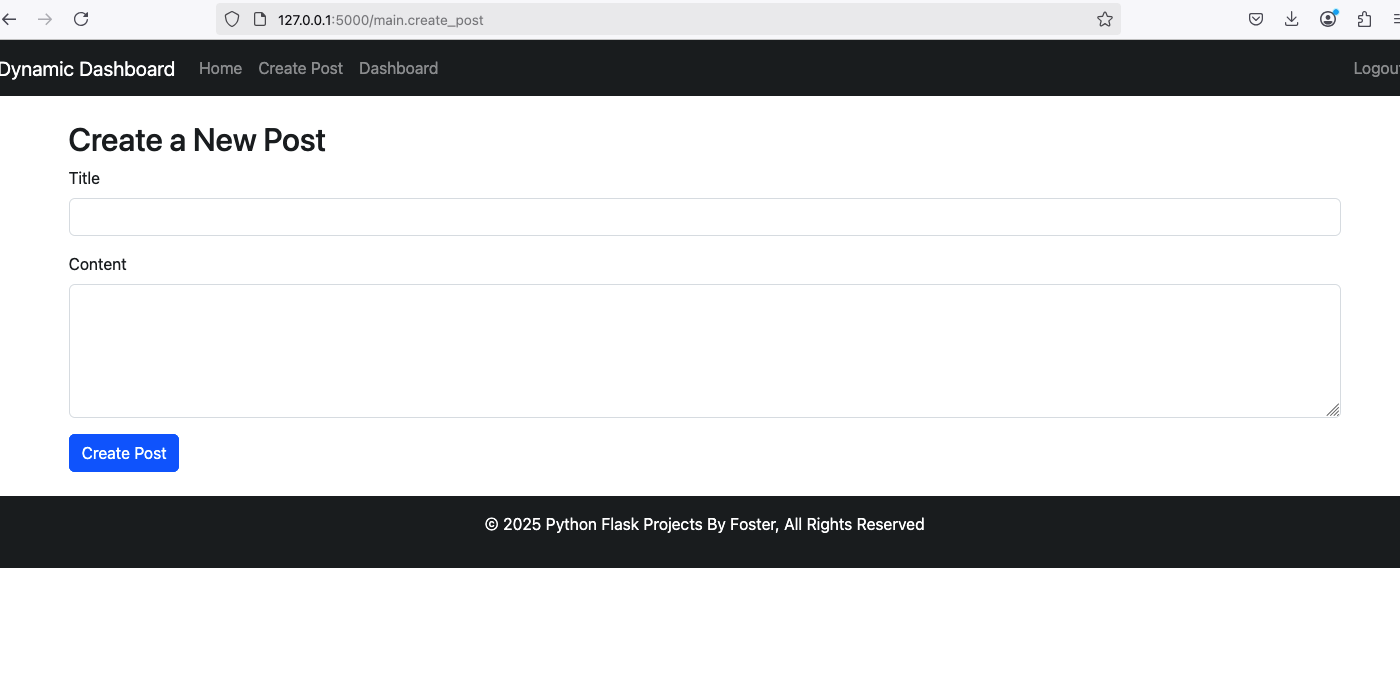 127.0.0.1:5000/main.create_post
Dynamic Dashboard Home Create Post Dashboard Logout
Create a New Post
Title
Content
Create Post
© 2025 Python Flask Projects By Foster, All Rights Reserved